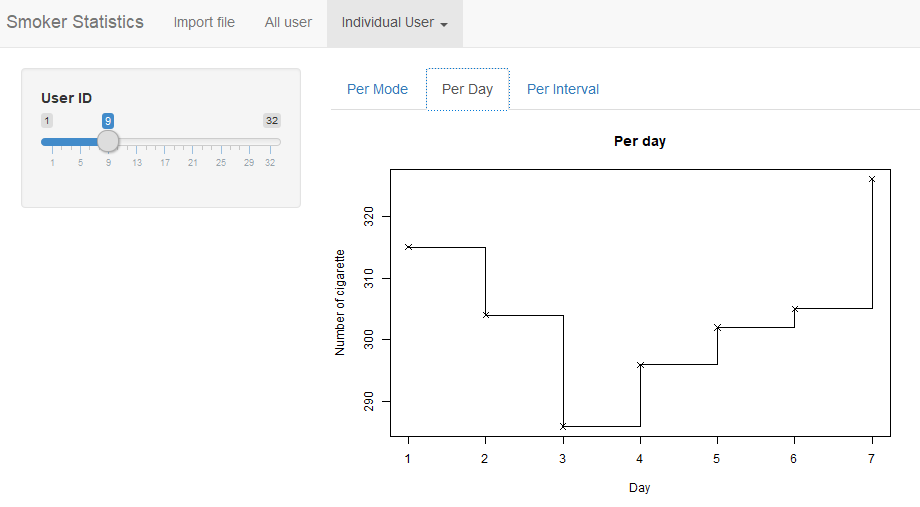 Smoker Statistics Import file All user Individual User
User ID
1 9 32
1 5 9 13 17 21 25 29 32
Per Mode Per Day Per Interval
Per day
320
310
300
290
Number of cigarette
1 2 3 4 5 6 7
Day